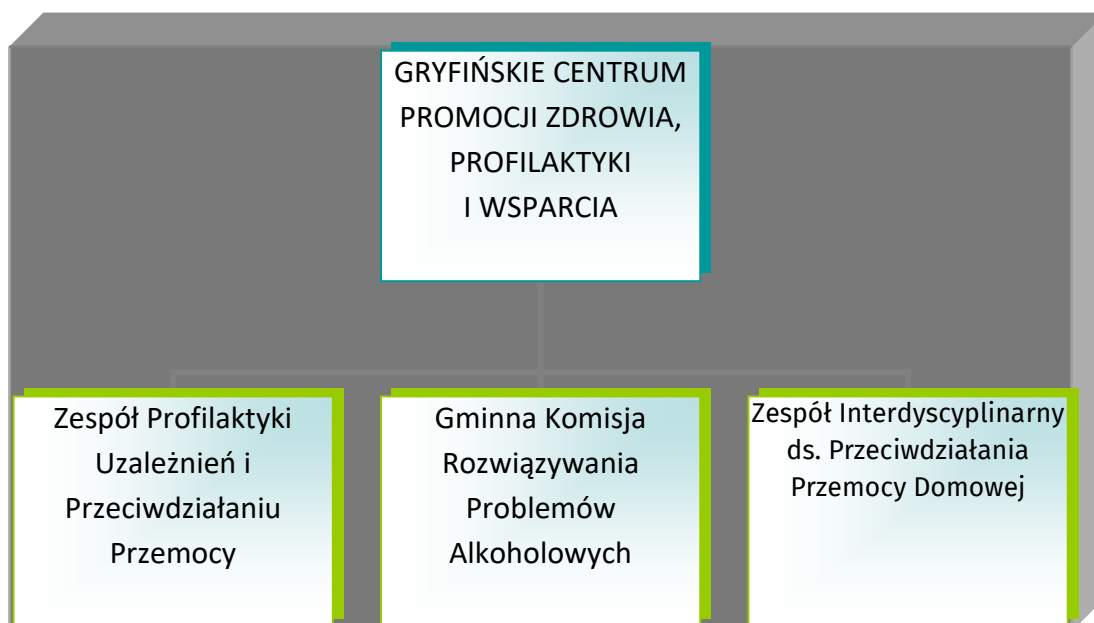 GRYFIŃSKIE CENTRUM
PROMOCJI ZDROWIA,
PROFILAKTYKI
I WSPARCIA
Zespół Profilaktyki
Uzależnień i
Przeciwdziałaniu
Przemocy
Gminna Komisja
Rozwiązywania
Problemów
Alkoholowych
Zespół Interdyscyplinarny
ds. Przeciwdziałania
Przemocy Domowej